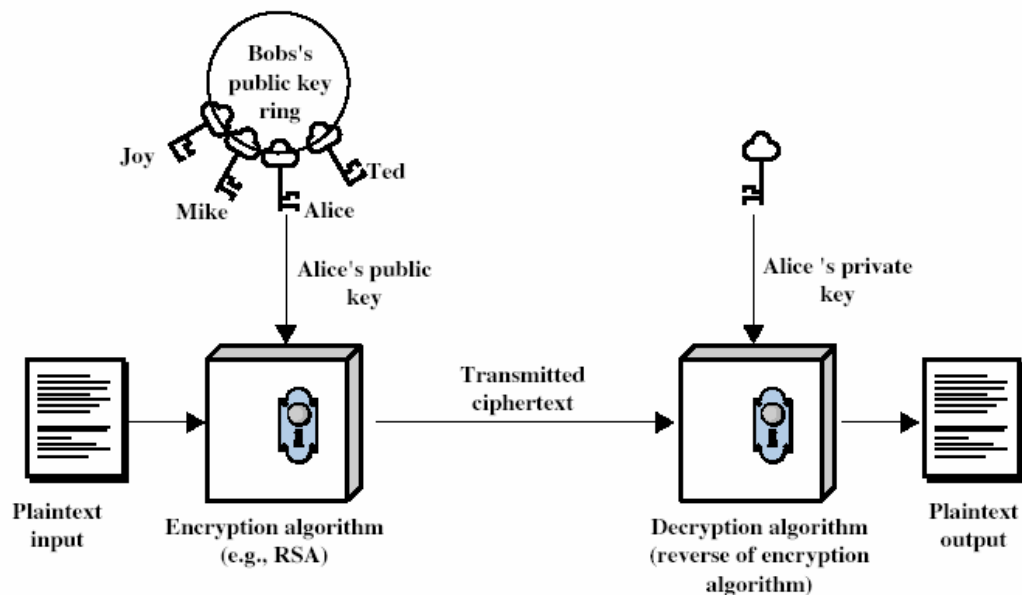 Bobs's
public key
ring
Joy
Ted
Mike
Alice
Alice's public
key
Alice 's private
key
Transmitted
ciphertext
Plaintext
input
Encryption algorithm
(e.g., RSA)
Decryption algorithm
(reverse of encryption
algorithm)
Plaintext
output